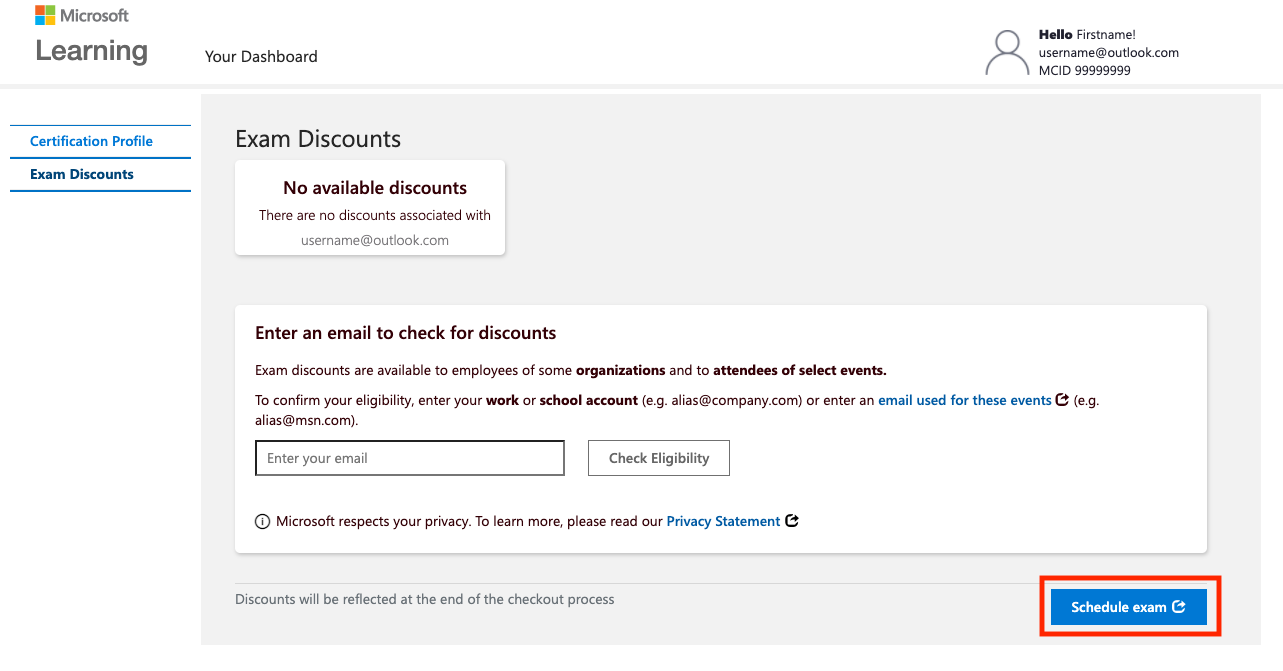 Microsoft
Learning
Your Dashboard
Hello Firstname!
username@outlook.com
MCID 99999999
Certification Profile
Exam Discounts
Exam Discounts
No available discounts
There are no discounts associated with
username@outlook.com
Enter an email to check for discounts
Exam discounts are available to employees of some organizations and to attendees of select events.
To confirm your eligibility, enter your work or school account (e.g. alias@company.com) or enter an email used for these events (e.g.
alias@msn.com).
Enter your email
Check Eligibility
Microsoft respects your privacy. To learn more, please read our Privacy Statement
Discounts will be reflected at the end of the checkout process
Schedule exam